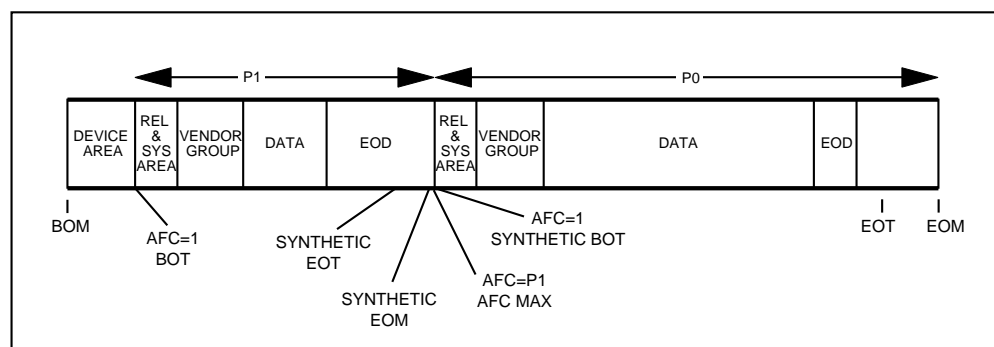 P1
P0
DEVICE
AREA
REL
&
SYS
AREA
VENDOR
GROUP
DATA
EOD
REL
&
SYS
AREA
VENDOR
GROUP
DATA
EOD
BOM
AFC=1
BOT
SYNTHETIC
EOT
SYNTHETIC
EOM
AFC=1
SYNTHETIC BOT
AFC=P1
AFC MAX
EOT
EOM